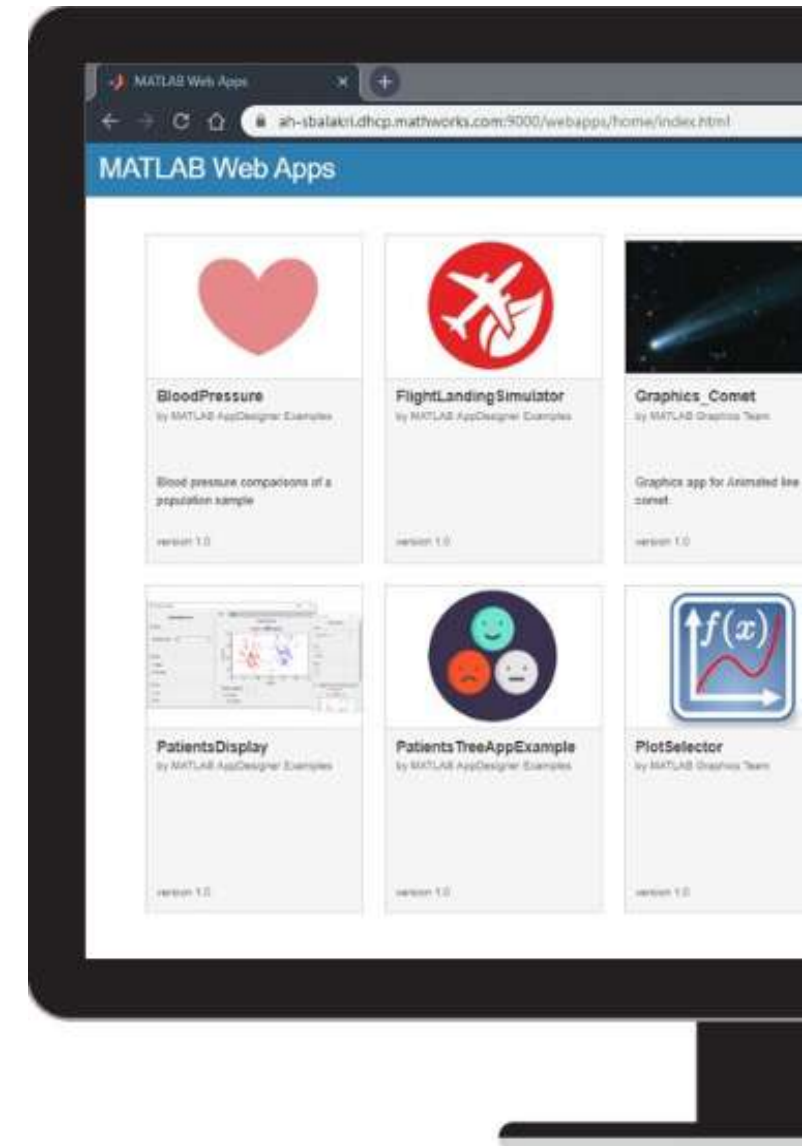 MATLAB Web Apps
ah-sbalakri.dhcp.mathworks.com:9000/webapps/home/index.html
MATLAB Web Apps
BloodPressure
by MATLAB AppDesigner Examples
Blood pressure comparisons of a
population sample
version 1.0
FlightLandingSimulator
by MATLAB AppDesigner Examples
version 1.0
Graphics_Comet
by MATLAB Graphics Team
Graphics app for Animated line
comet
version 1.0
PatientsDisplay
by MATLAB AppDesigner Examples
version 1.0
PatientsTreeAppExample
by MATLAB AppDesigner Examples
version 1.0
f(x)
PlotSelector
by MATLAB Graphics Team
version 1.0